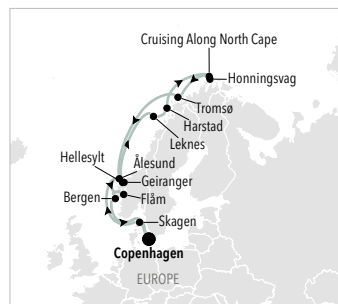 Cruising Along North Cape
Honningsvag
Tromsø
Harstad
Leknes
Hellesylt
Ålesund
Geiranger
Bergen
Flåm
Skagen
Copenhagen
EUROPE